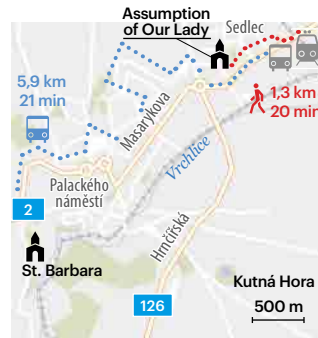 Assumption
of Our Lady
Sedlec
5,9 km
21 min
1,3 km
20 min
Masarykova
Vrchlice
Palackého
náměstí
2
Hrnčířská
St. Barbara
126
Kutná Hora
500 m